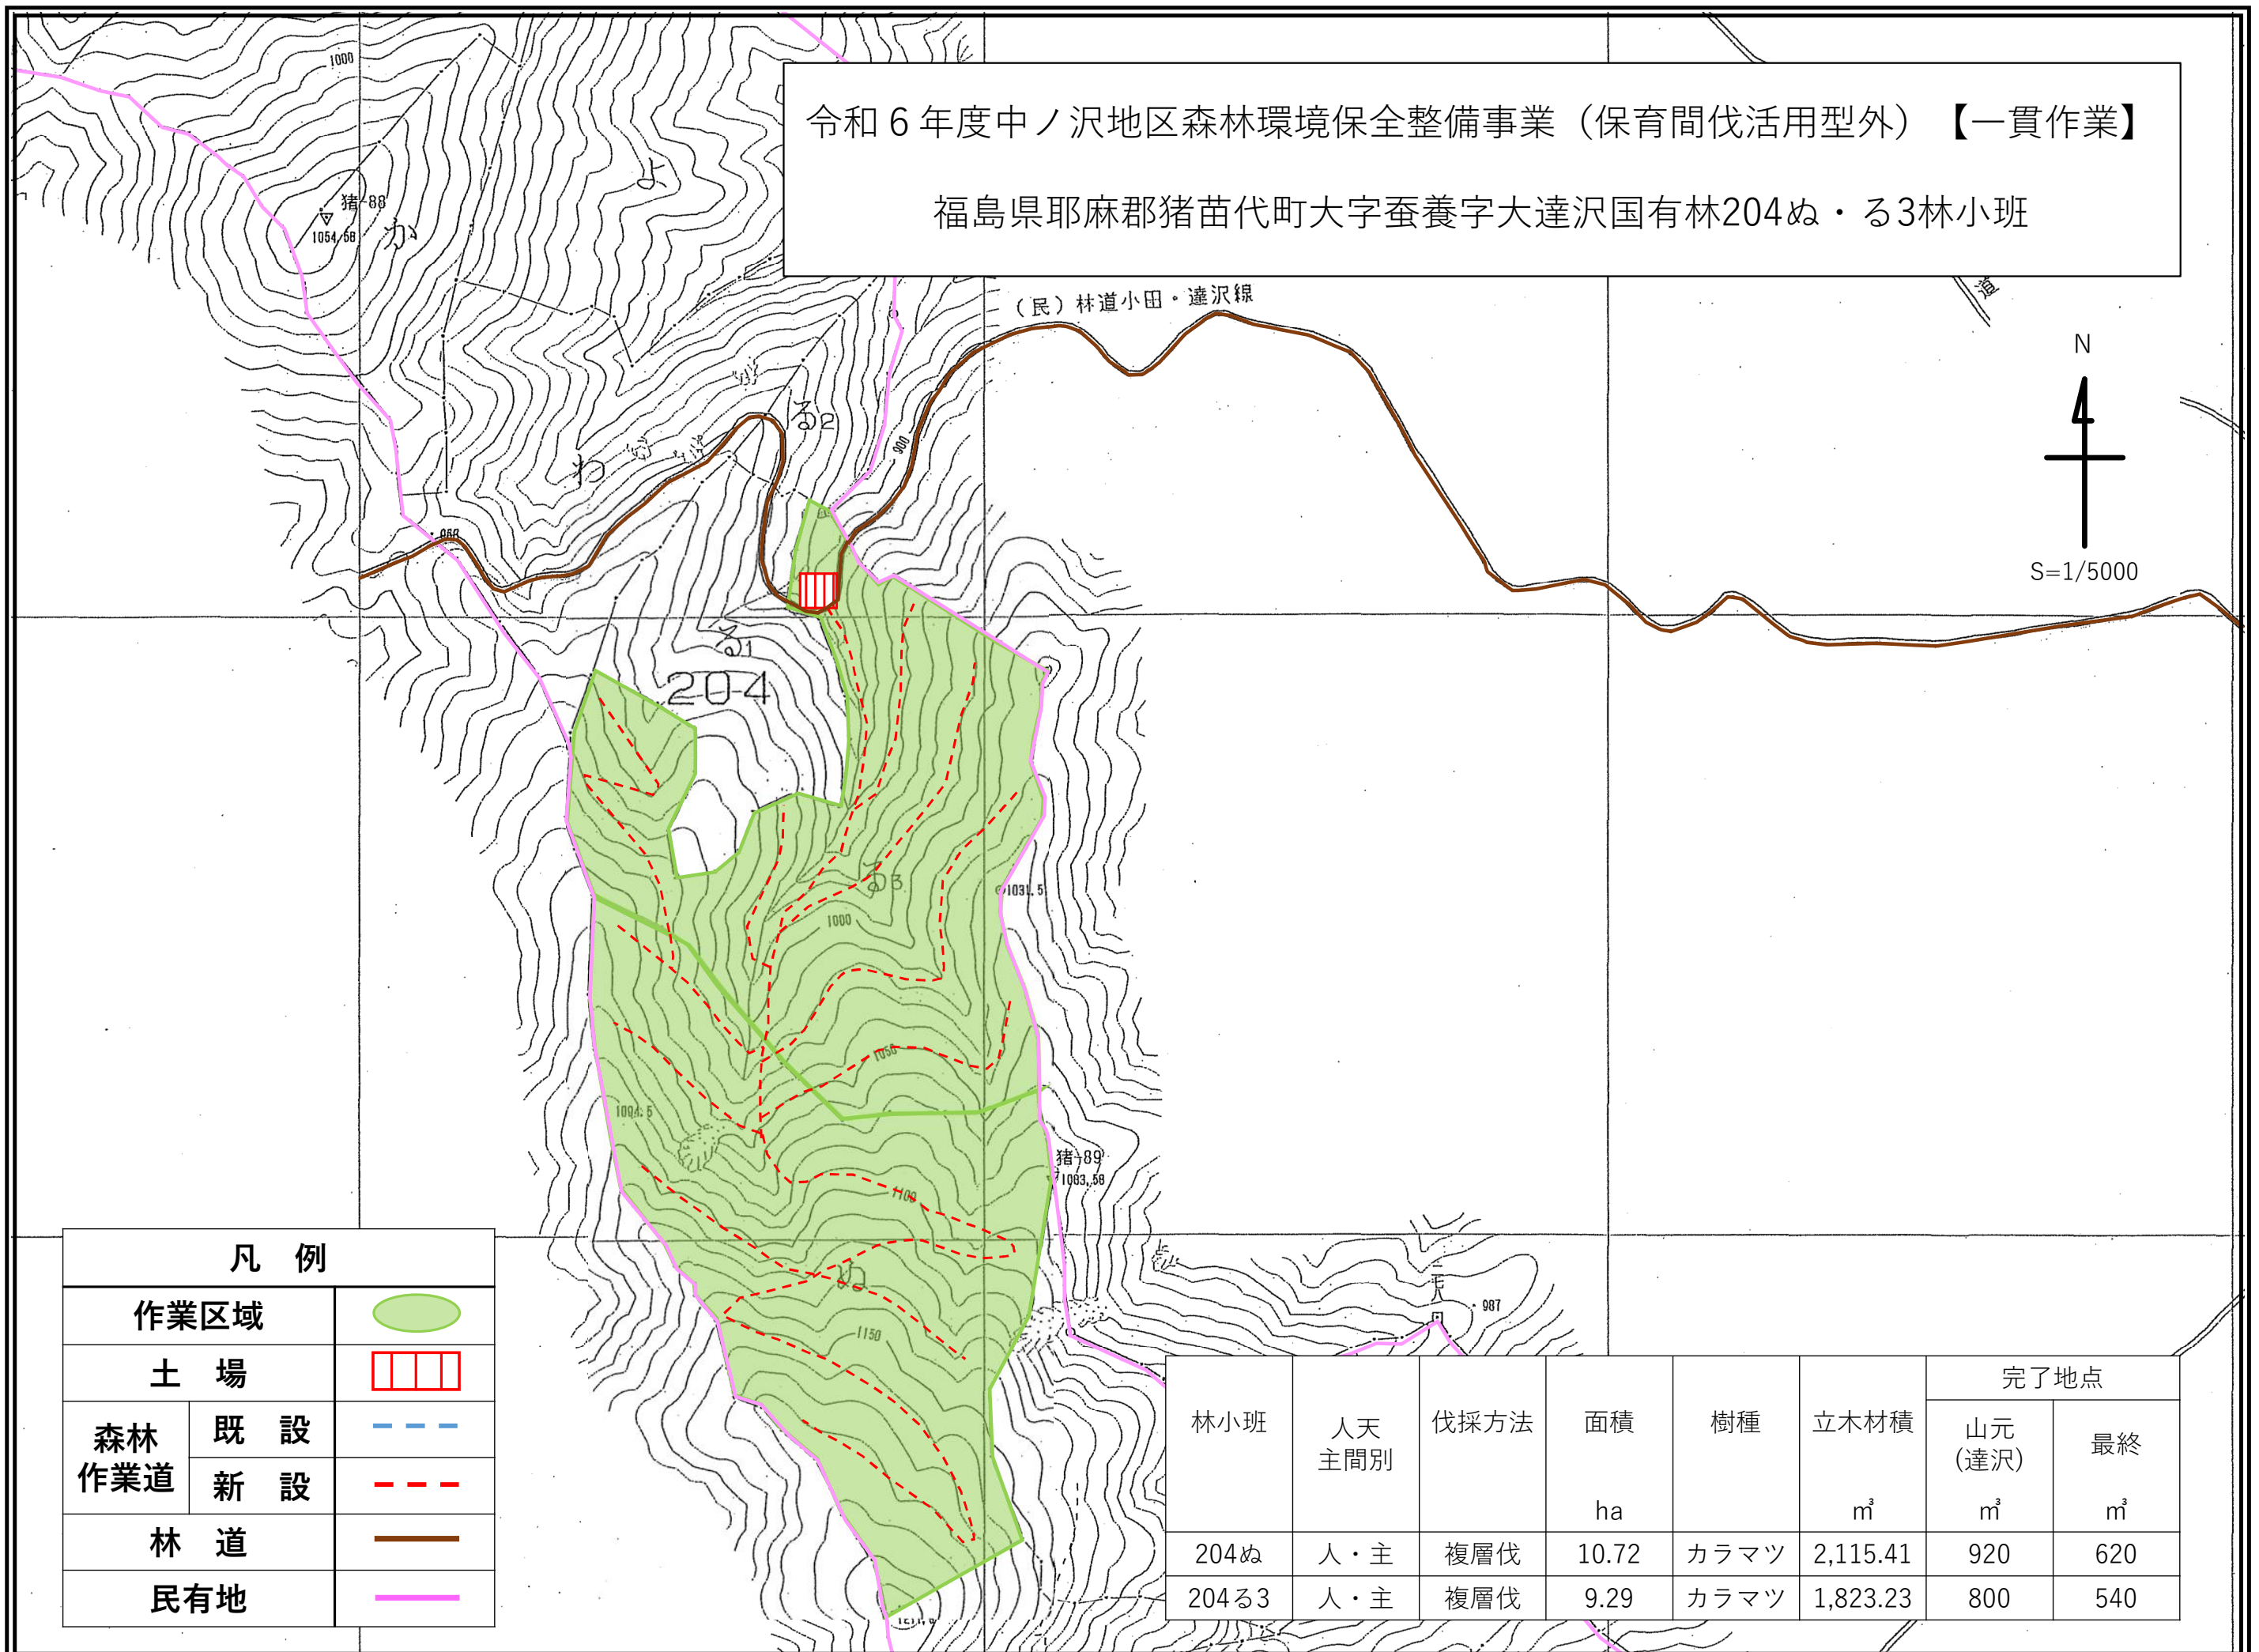 令和６年度中ノ沢地区森林環境保全整備事業（保育間伐活用型外）【一貫作業】
福島県耶麻郡猪苗代町大字蚕養字大達沢国有林204ぬ・る3林小班
1000
よ
猪-88
1054.58
か
（民）林道小田・達沢線
道
N
S=1/5000
る2
900
わ
る1
204
る3
1031.5
1000
1050
1094.5
猪-89
1083.58
1100
ぬ
1150
987
凡 例
作業区域
土 場
森林
作業道
既 設
新 設
林 道
民有地
林小班 人天主間別 伐採方法 面積 樹種 立木材積 完了地点
山元(達沢) 最終
ha ㎥ ㎥ ㎥
204ぬ 人・主 複層伐 10.72 カラマツ 2,115.41 920 620
204る3 人・主 複層伐 9.29 カラマツ 1,823.23 800 540